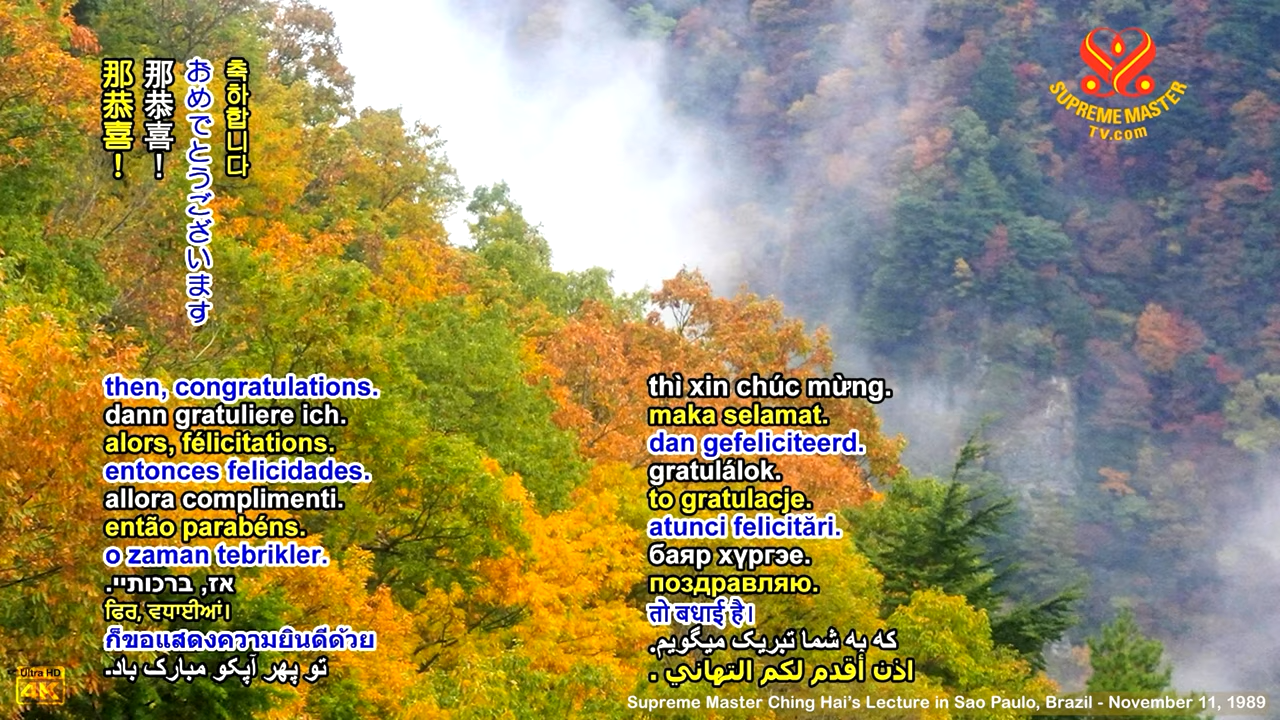 那恭喜！
那恭喜！
おめでとうございます
축하합니다
SUPREME MASTER
TV.com
then, congratulations.
dann gratuliere ich.
alors, félicitations.
entonces felicidades.
allora complimenti.
então parabéns.
o zaman tebrikler.
אז, ברכותיי.
ਫਿਰ, ਵਧਾਈਆਂ।
ก็ขอแสดงความยินดีด้วย
تو پھر آپکو مبارک باد.
thì xin chúc mừng.
maka selamat.
dan gefeliciteerd.
gratulálok.
to gratulacje.
atunci felicitări.
баяр хүргэе.
поздравляю.
तो बधाई है।
که به شما تبریک میگویم.
اذن أقدم لكم التهاني .
Ultra HD
4K
Supreme Master Ching Hai's Lecture in Sao Paulo, Brazil - November 11, 1989